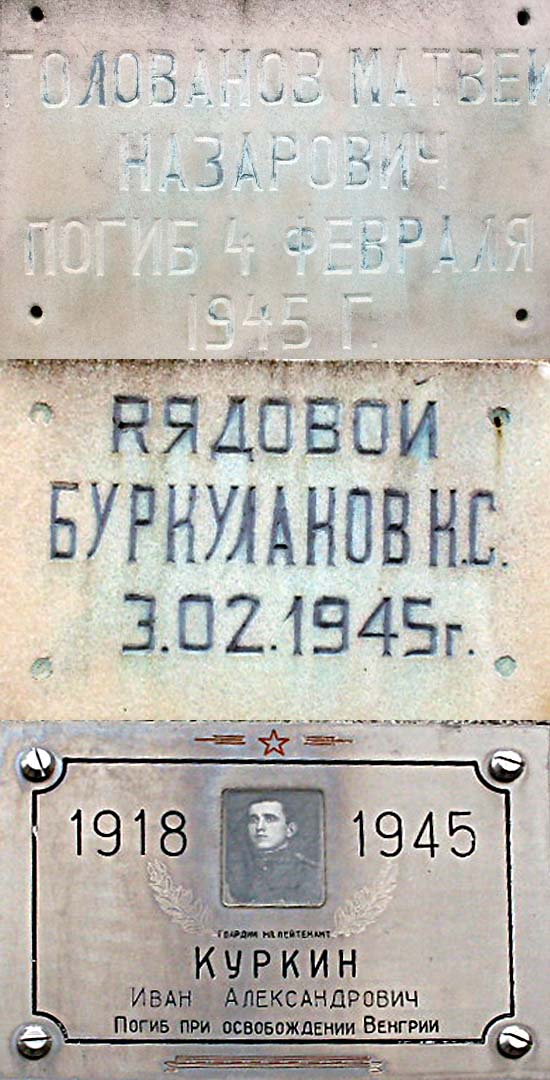 ГОЛОВАНОВ МАТВЕЙ
НАЗАРОВИЧ
ПОГИБ 4 ФЕВРАЛЯ
1945 Г.
RЯДОВОЙ
БУРКУЛАКОВ К.С.
3.02.1945г.
1918 1945
ГВАРДИИ МЛ ЛЕЙТЕНАНТ
КУРКИН
ИВАН АЛЕКСАНДРОВИЧ
ПОГИБ ПРИ ОСВОБОЖДЕНИИ ВЕНГРИИ